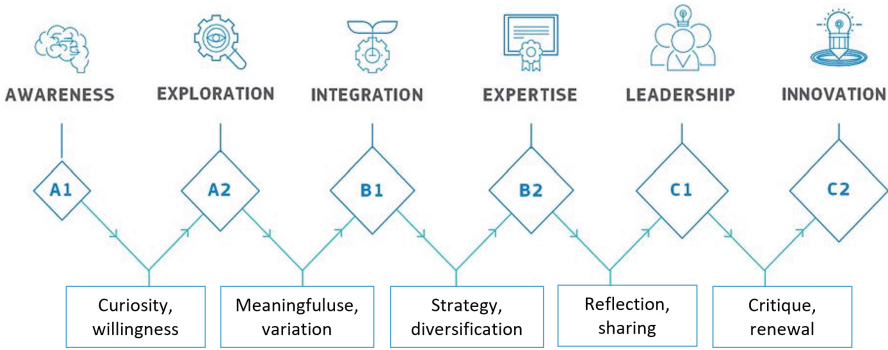 AWARENESS
EXPLORATION
INTEGRATION
EXPERTISE
LEADERSHIP
INNOVATION
A1
A2
B1
B2
C1
C2
Curiosity,
willingness
Meaningfuluse,
variation
Strategy,
diversification
Reflection,
sharing
Critique,
renewal